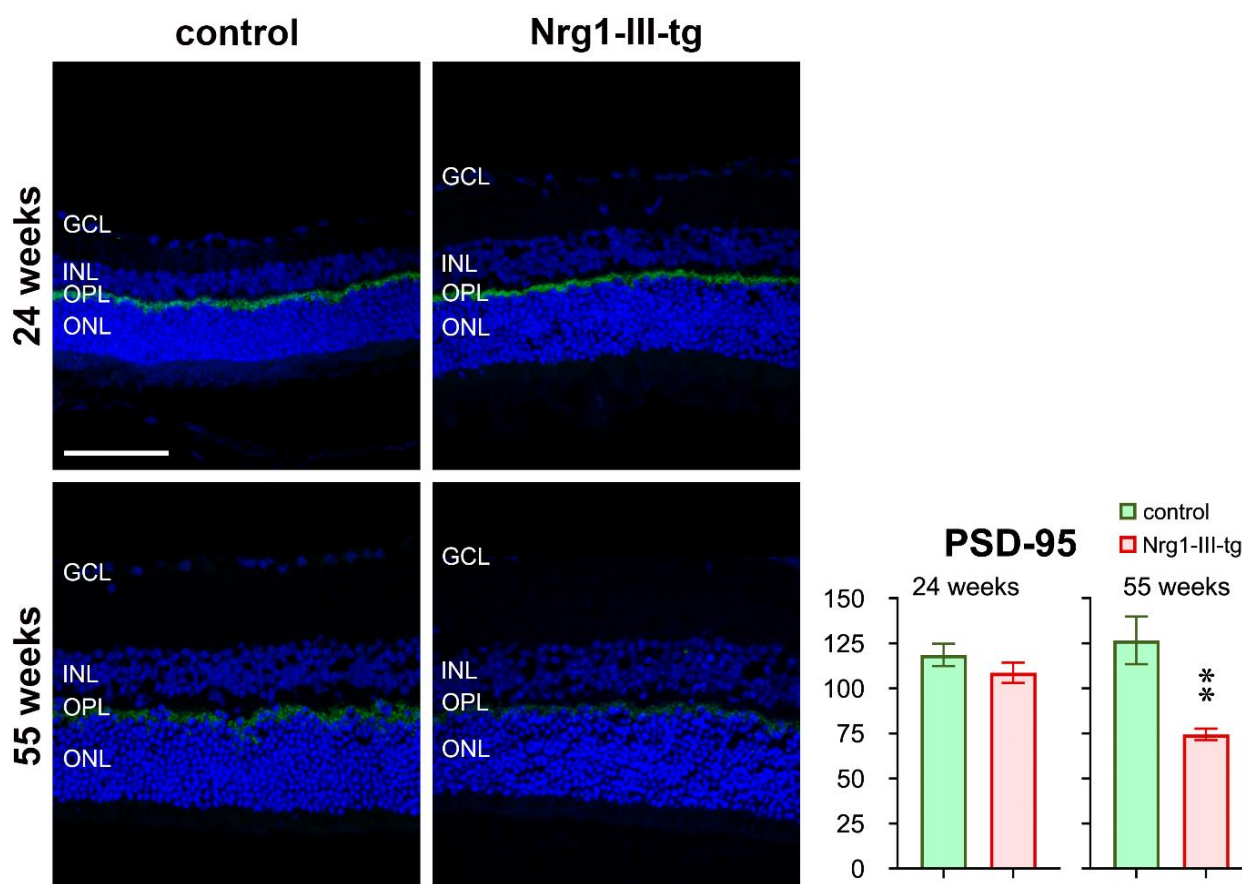 control
Nrg1-III-tg
24 weeks
GCL
INL
OPL
ONL
GCL
INL
OPL
ONL
55 weeks
GCL
INL
OPL
ONL
GCL
INL
OPL
ONL
control
Nrg1-III-tg
PSD-95
24 weeks
55 weeks
150
125
100
75
50
25
0
**